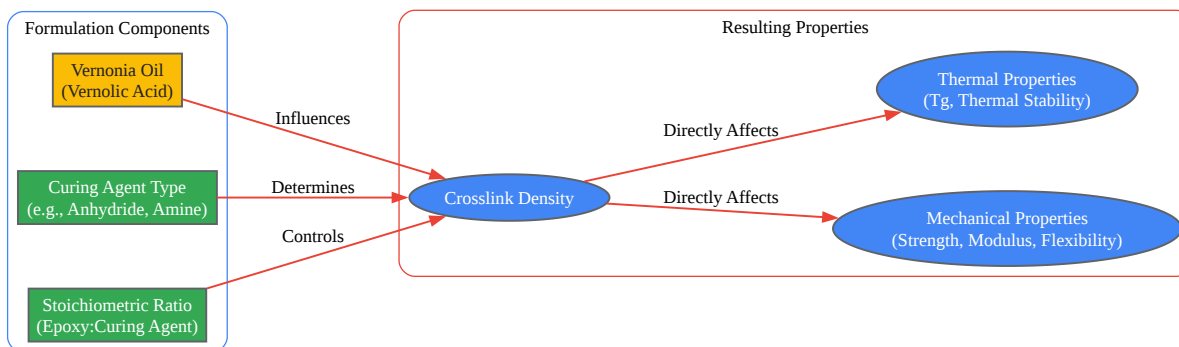 Formulation Components
Vernonia Oil
(Vernolic Acid)
Curing Agent Type
(e.g., Anhydride, Amine)
Stoichiometric Ratio
(Epoxy:Curing Agent)
Influences
Determines
Controls
Resulting Properties
Crosslink Density
Directly Affects
Directly Affects
Thermal Properties
(Tg, Thermal Stability)
Mechanical Properties
(Strength, Modulus, Flexibility)